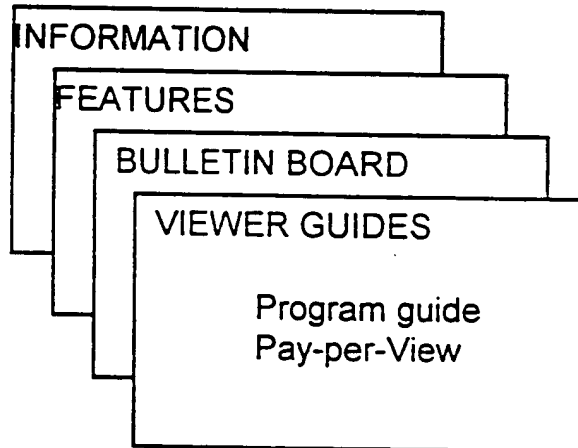 INFORMATION
FEATURES
BULLETIN BOARD
VIEWER GUIDES
Program guide
Pay-per-View